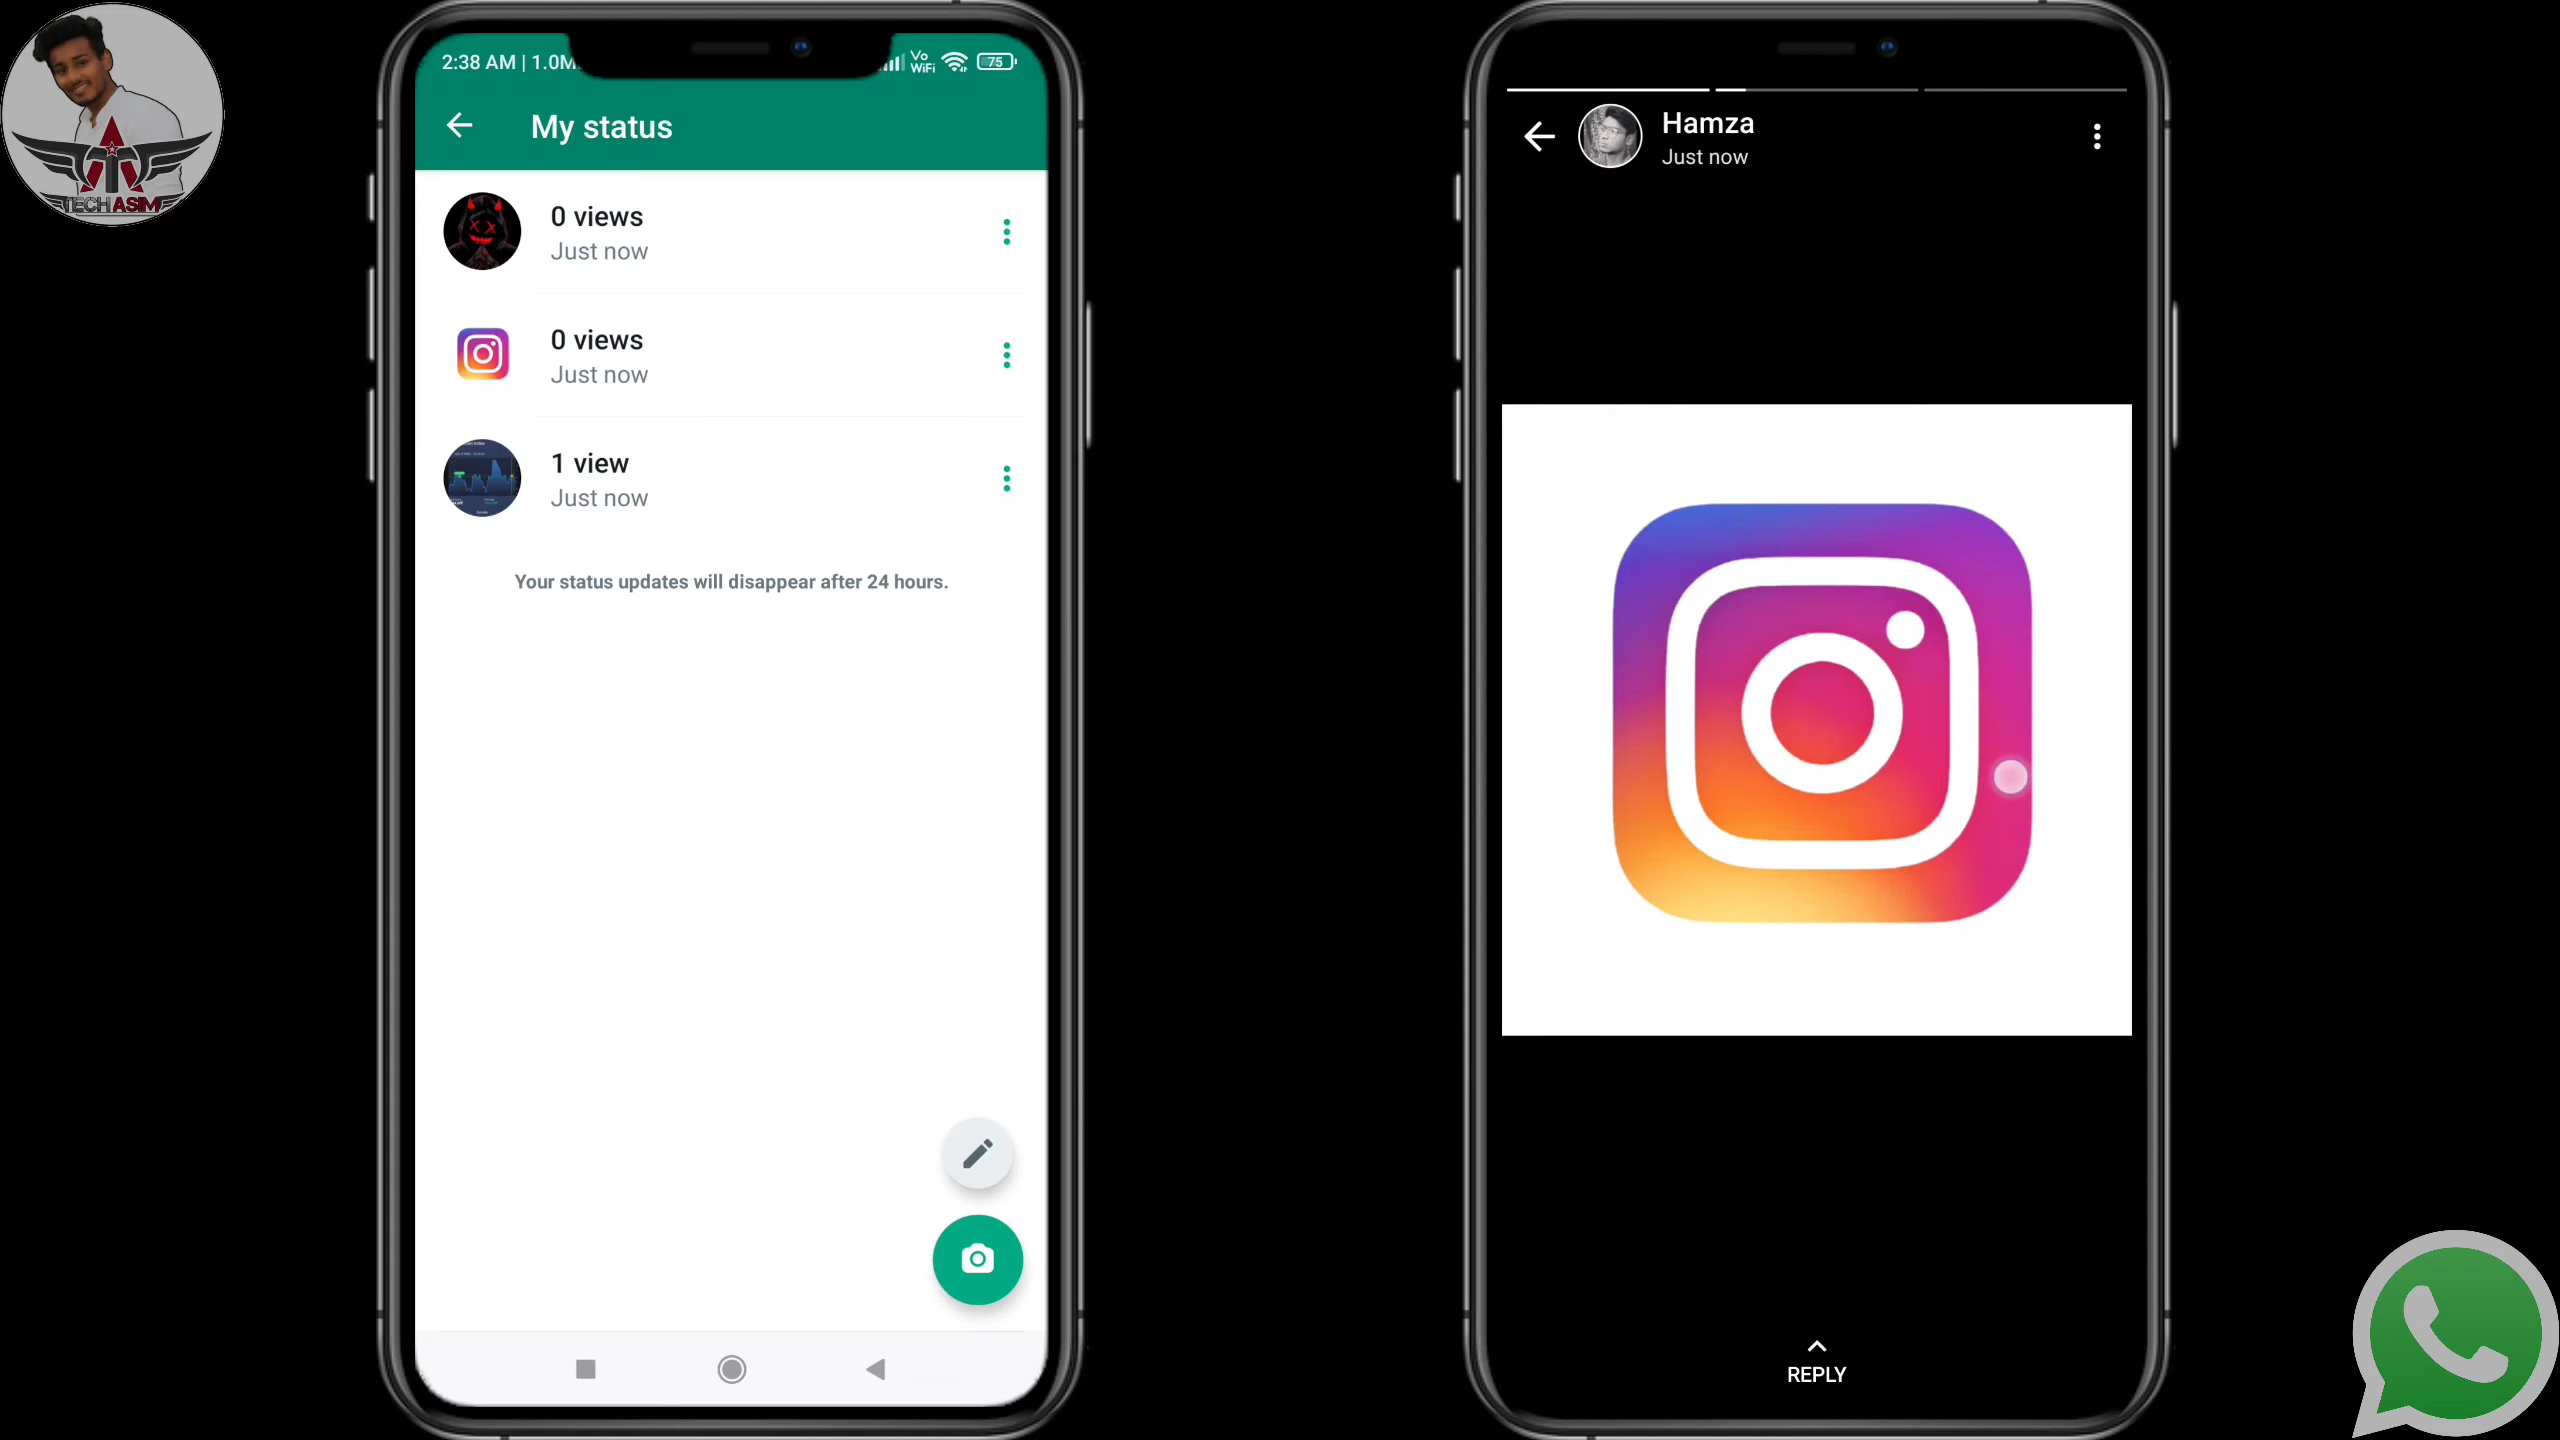 TECH ASIM
2:38 AM | 1.0M
Vo
WiFi
75
My status
0 views
Just now
0 views
Just now
1 view
Just now
Your status updates will disappear after 24 hours.
Hamza
Just now
REPLY